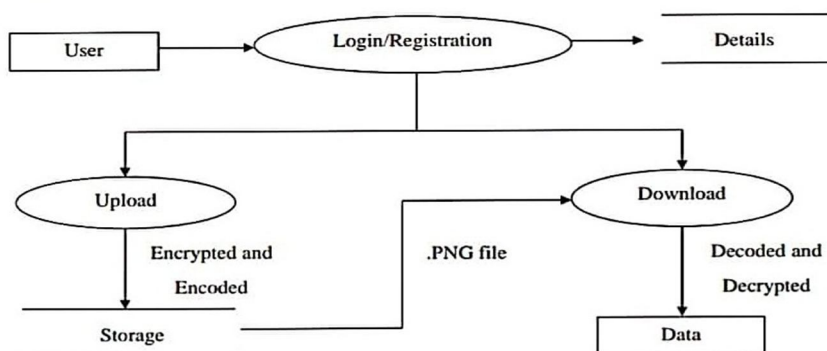 User
Login/Registration
Details
Upload
Download
Encrypted and
Encoded
.PNG file
Decoded and
Decrypted
Storage
Data